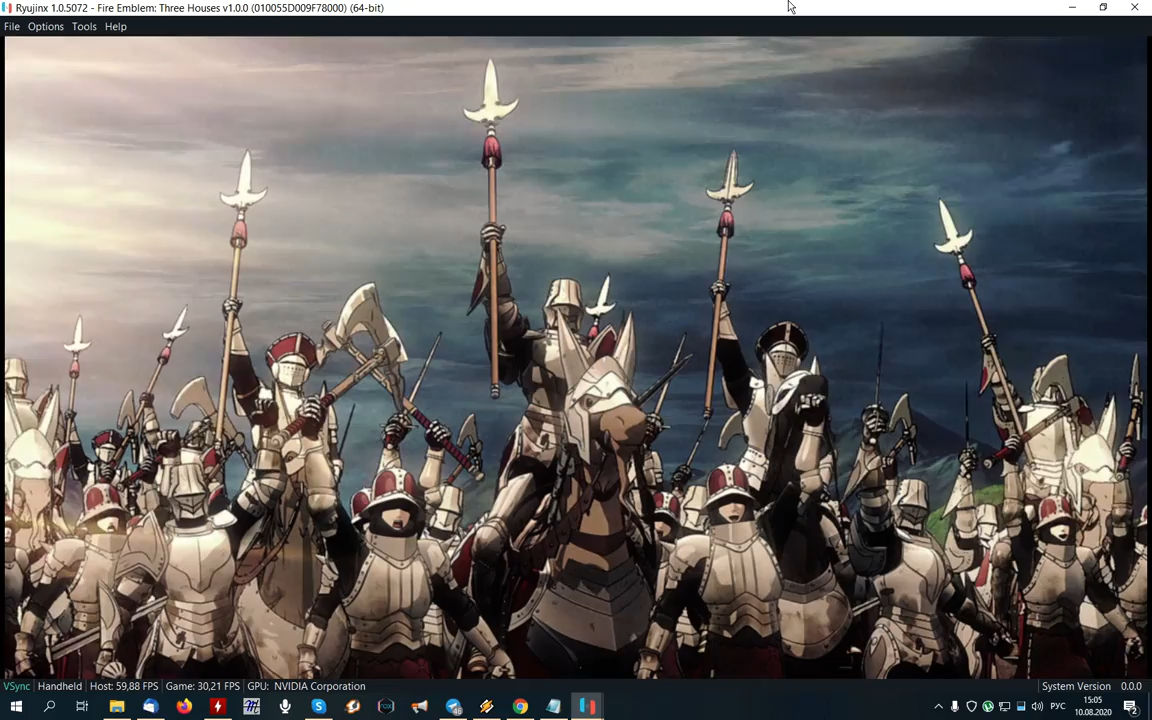 Ryujinx 1.0.5072 - Fire Emblem: Three Houses v1.0.0 (010055D009F78000) (64-bit)
File Options Tools Help
VSync Handheld Host: 59,88 FPS Game: 30,21 FPS GPU: NVIDIA Corporation System Version 0.0.0
РУС
15:05
10.08.2020